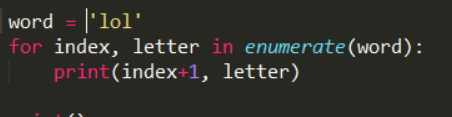 word = 'lol'
for index, letter in enumerate(word):
    print(index+1, letter)